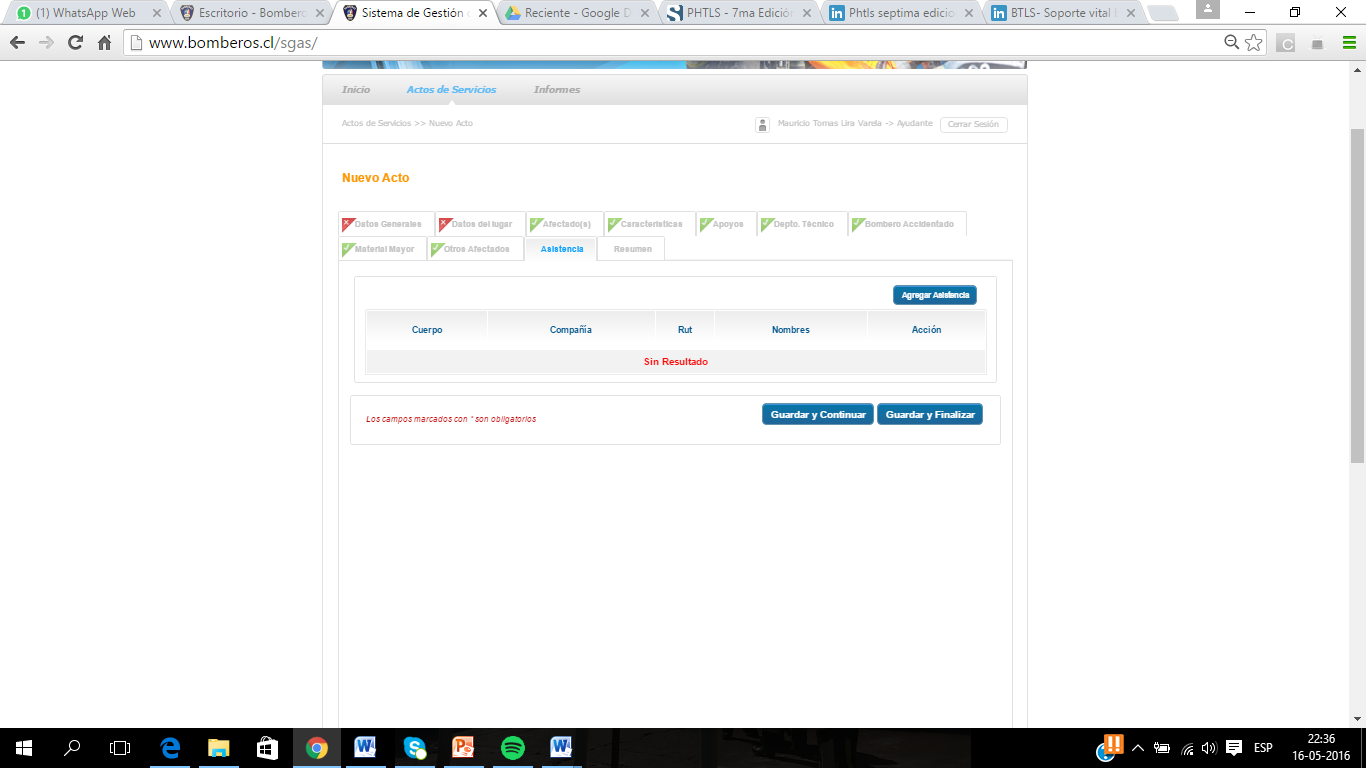 (1) WhatsApp Web
Escritorio - Bombero
Sistema de Gestión d
Reciente - Google D
PHTLS - 7ma Edición
Phtls septima edicio
BTLS- Soporte vital
www.bomberos.cl/sgas/
Inicio Actos de Servicios Informes
Actos de Servicios >> Nuevo Acto
Mauricio Tomas Lira Varela -> Ayudante Cerrar Sesión
Nuevo Acto
Datos Generales Datos del lugar Afectado(s) Características Apoyos Depto. Técnico Bombero Accidentado
Material Mayor Otros Afectados Asistencia Resumen
Agregar Asistencia
Cuerpo Compañía Rut Nombres Acción
Sin Resultado
Los campos marcados con * son obligatorios
Guardar y Continuar Guardar y Finalizar
ESP
22:36
16-05-2016